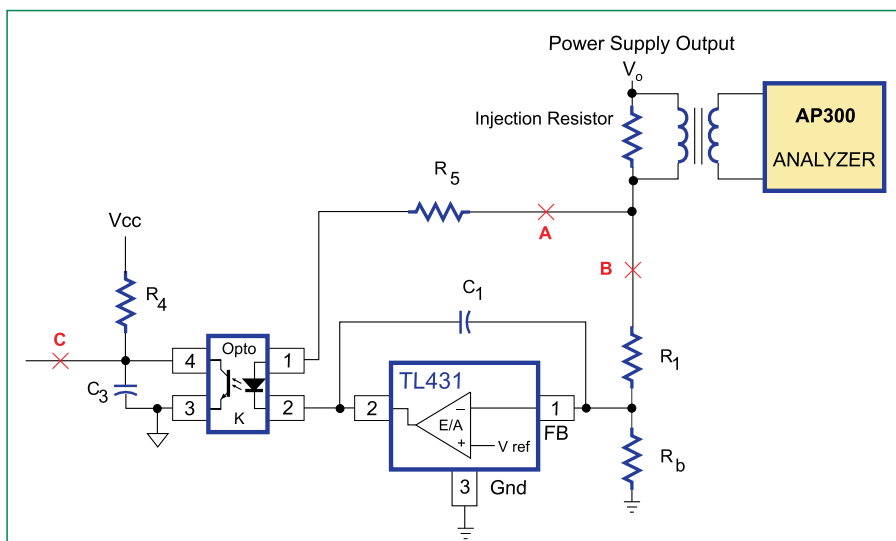 Power Supply Output
Vo
Injection Resistor
AP300
ANALYZER
R5
A
Vcc
B
R4
C1
C
Opto
4
1
R1
TL431
C3
3
K
2
2
E/A
−
+
V ref
1
FB
Rb
3
Gnd